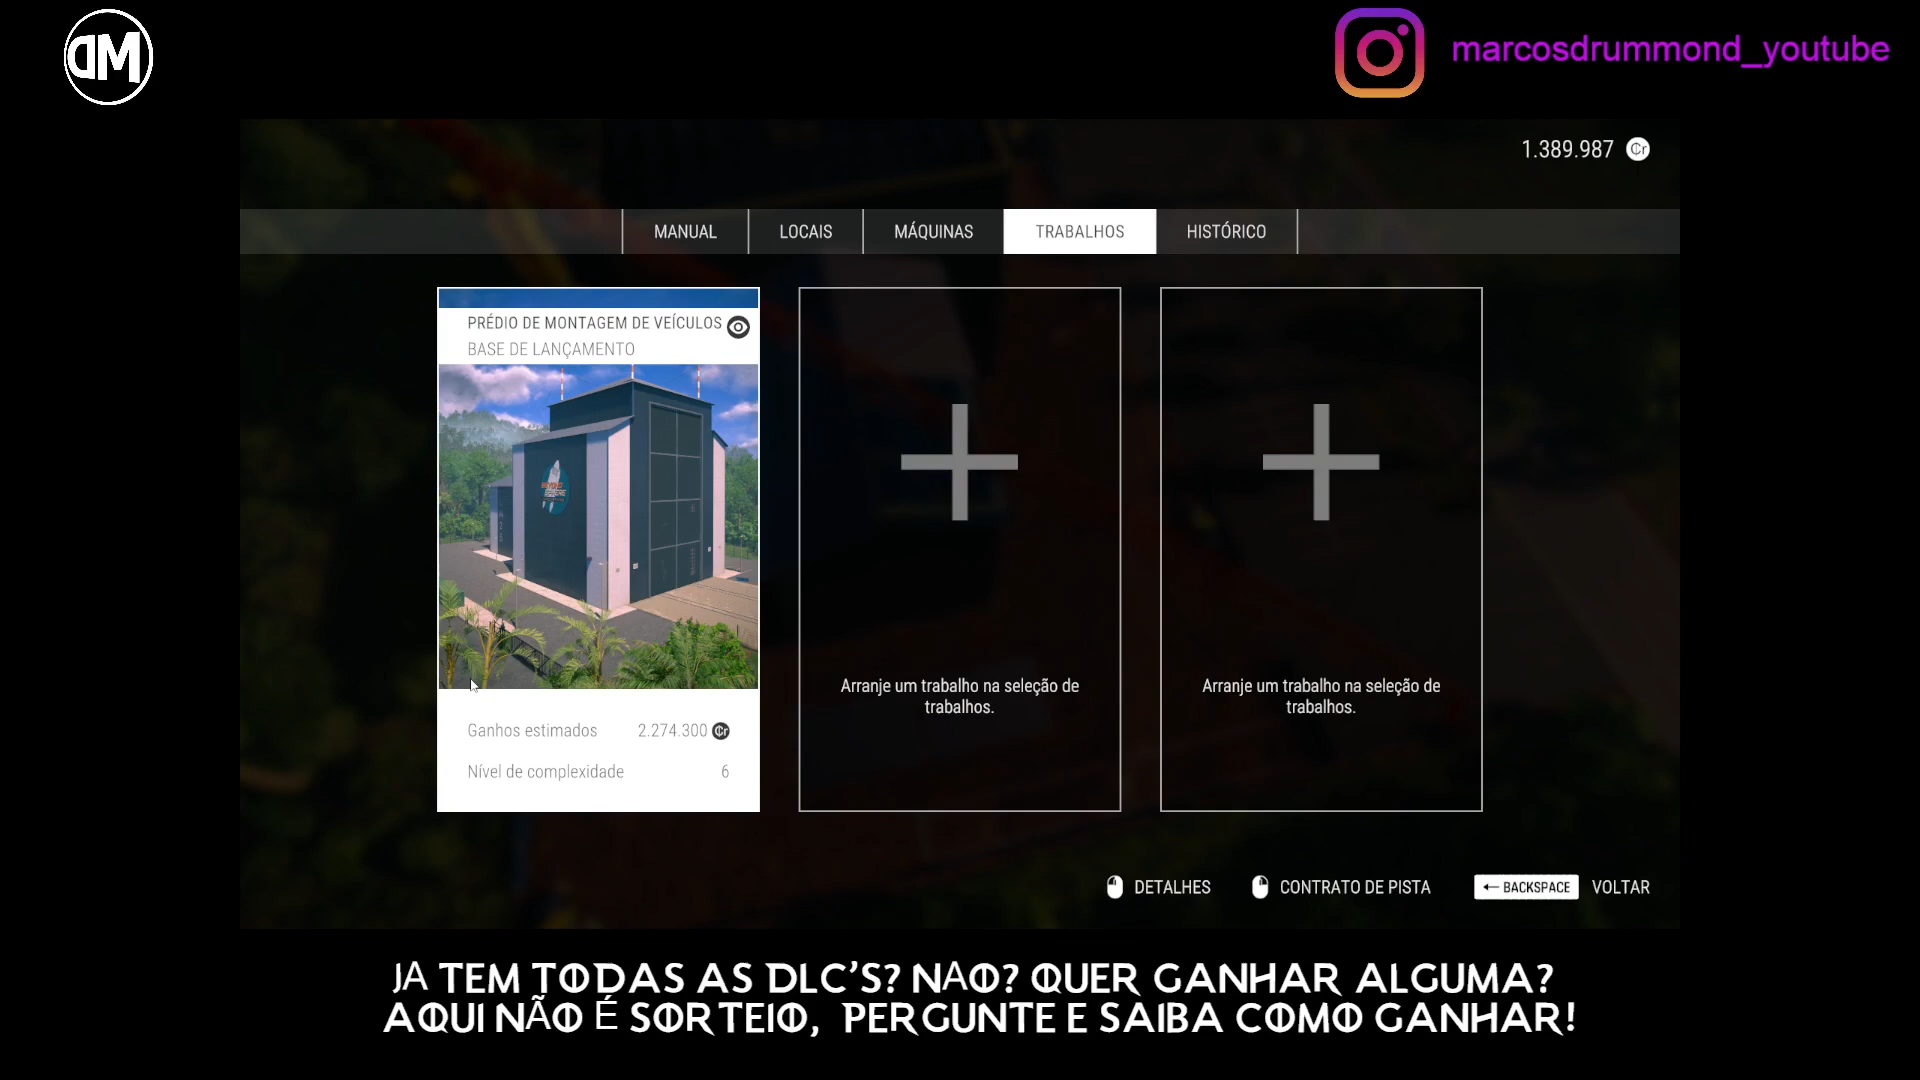 DM
marcosdrummond_youtube
1.389.987 Cr
MANUAL
LOCAIS
MÁQUINAS
TRABALHOS
HISTÓRICO
PRÉDIO DE MONTAGEM DE VEÍCULOS
BASE DE LANÇAMENTO
Ganhos estimados 2.274.300 Cr
Nível de complexidade 6
Arranje um trabalho na seleção de
trabalhos.
Arranje um trabalho na seleção de
trabalhos.
DETALHES
CONTRATO DE PISTA
← BACKSPACE VOLTAR
JA TEM TODAS AS DLC'S? NAO? QUER GANHAR ALGUMA?
AQUI NÃO É SORTEIO, PERGUNTE E SAIBA COMO GANHAR!